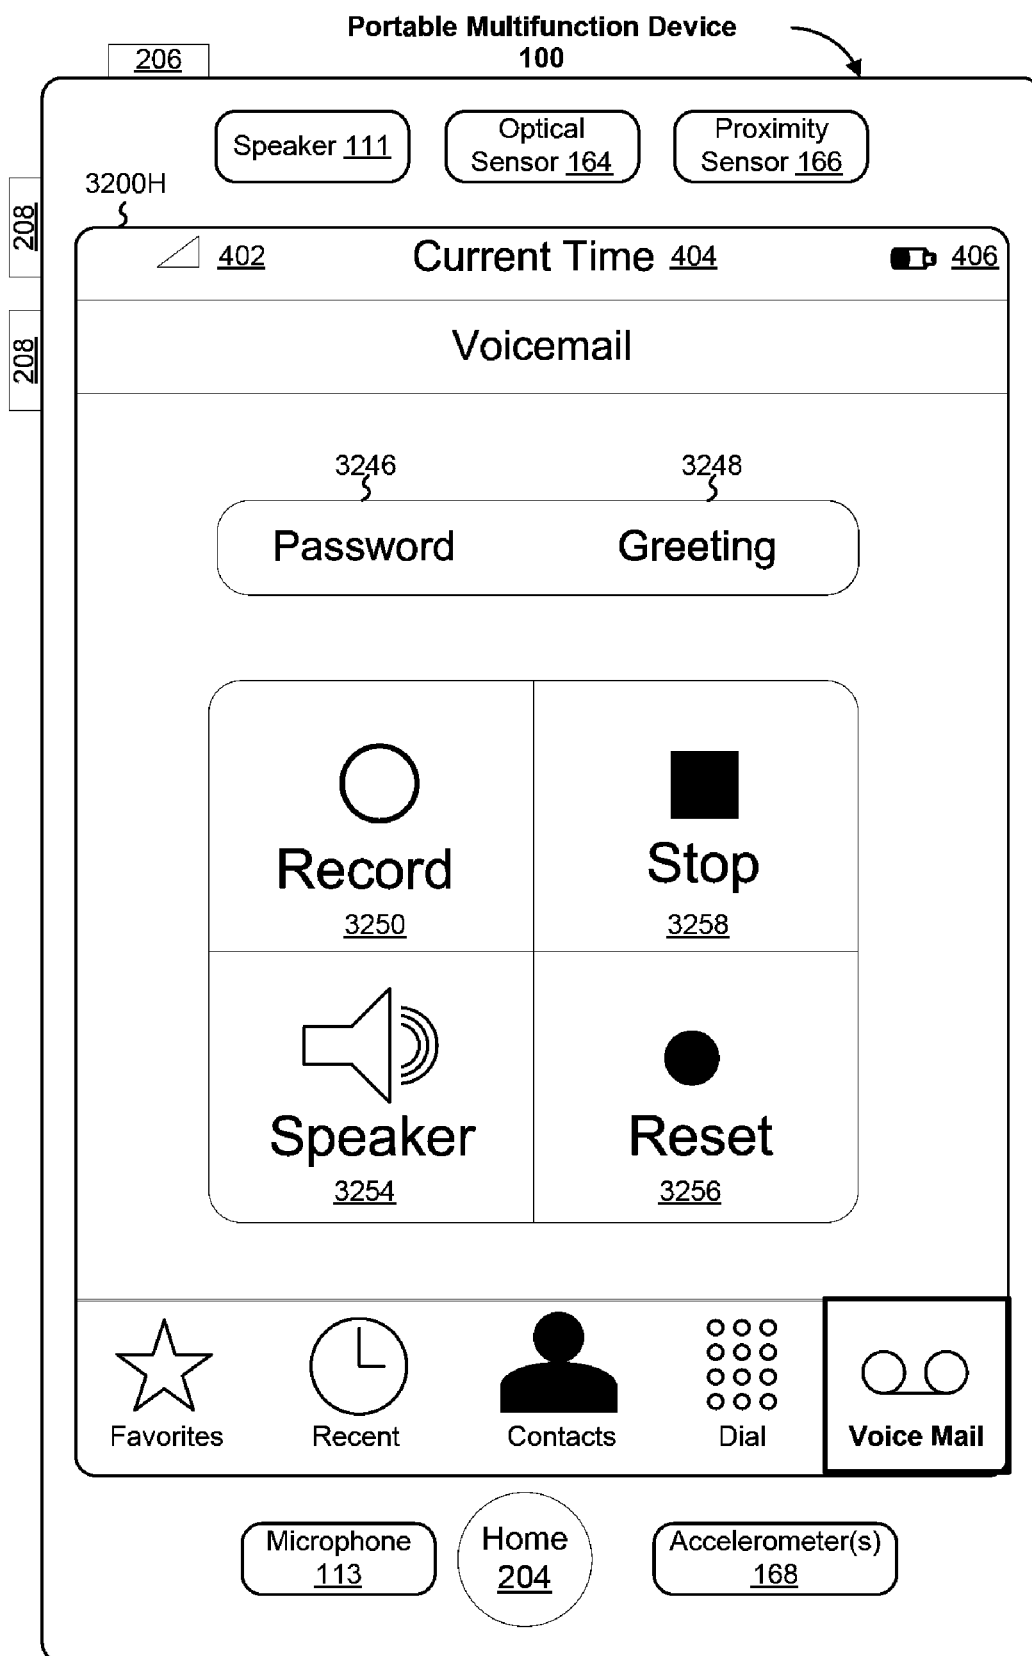 Portable Multifunction Device
100
206
Speaker 111
Optical
Sensor 164
Proximity
Sensor 166
3200H
208
402
Current Time 404
406
208
Voicemail
3246
3248
Password
Greeting
Record
3250
Stop
3258
Speaker
3254
Reset
3256
Favorites
Recent
Contacts
Dial
Voice Mail
Microphone
113
Home
204
Accelerometer(s)
168